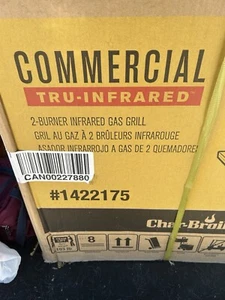 COMMERCIAL
TRU-INFRARED™
2-BURNER INFRARED GAS GRILL
GRIL AU GAZ À 2 BRÛLEURS INFRAROUGE
ASADOR INFRARROJO A GAS DE 2 QUEMADORES
CAN00227880
#1422175
Char-Broil
8